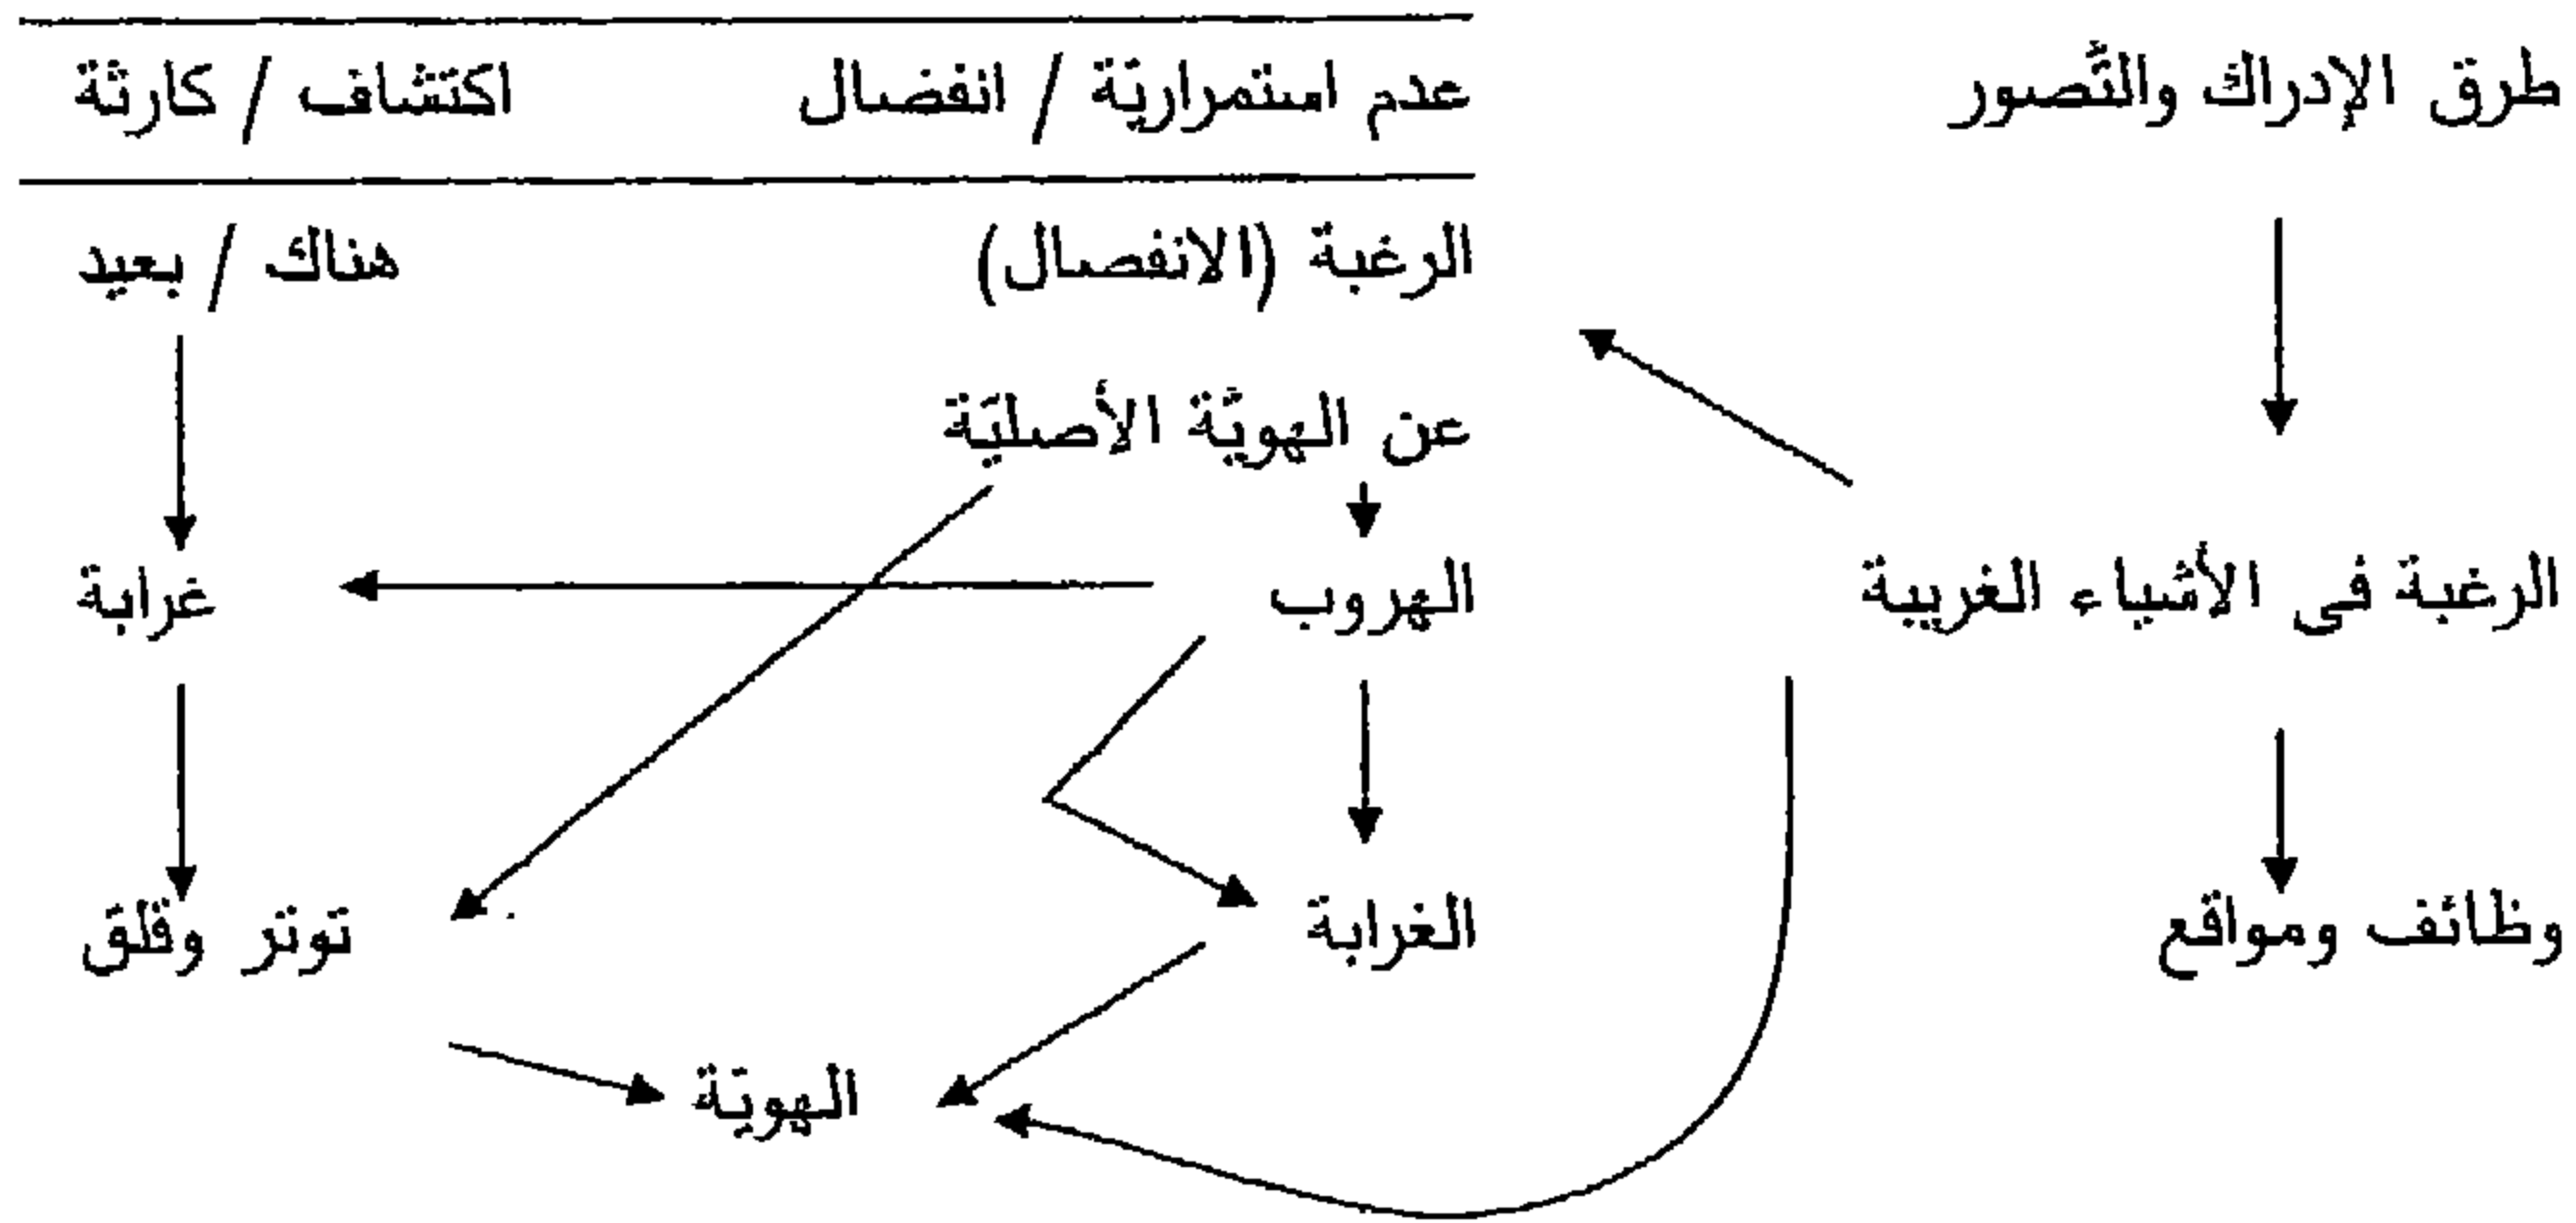 طرق الإدراك والتَّصور عدم استمراريّة / انفضال اكتشاف / كارثة
الرغبة (الانفصال) هناك / بعيد
عن الهويّة الأصليّة
الرغبة فى الأشياء الغريبة الهروب غرابة
وظائف ومواقع الغرابة توتر وقلق
الهويّة